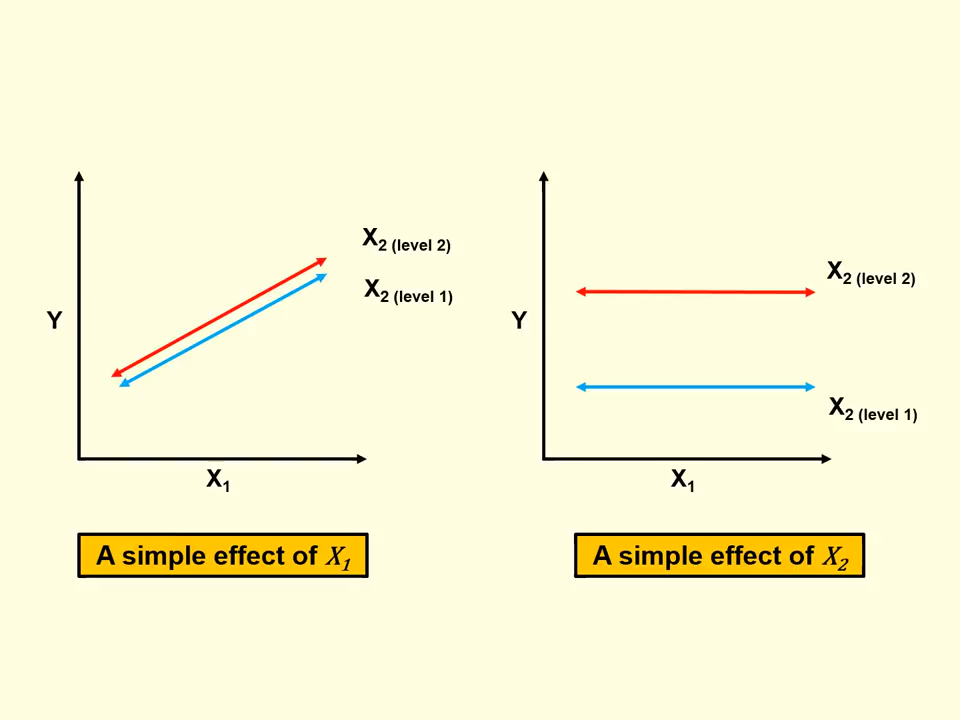 X2 (level 2)
X2 (level 1)
Y
X1
A simple effect of X1
X2 (level 2)
Y
X2 (level 1)
X1
A simple effect of X2